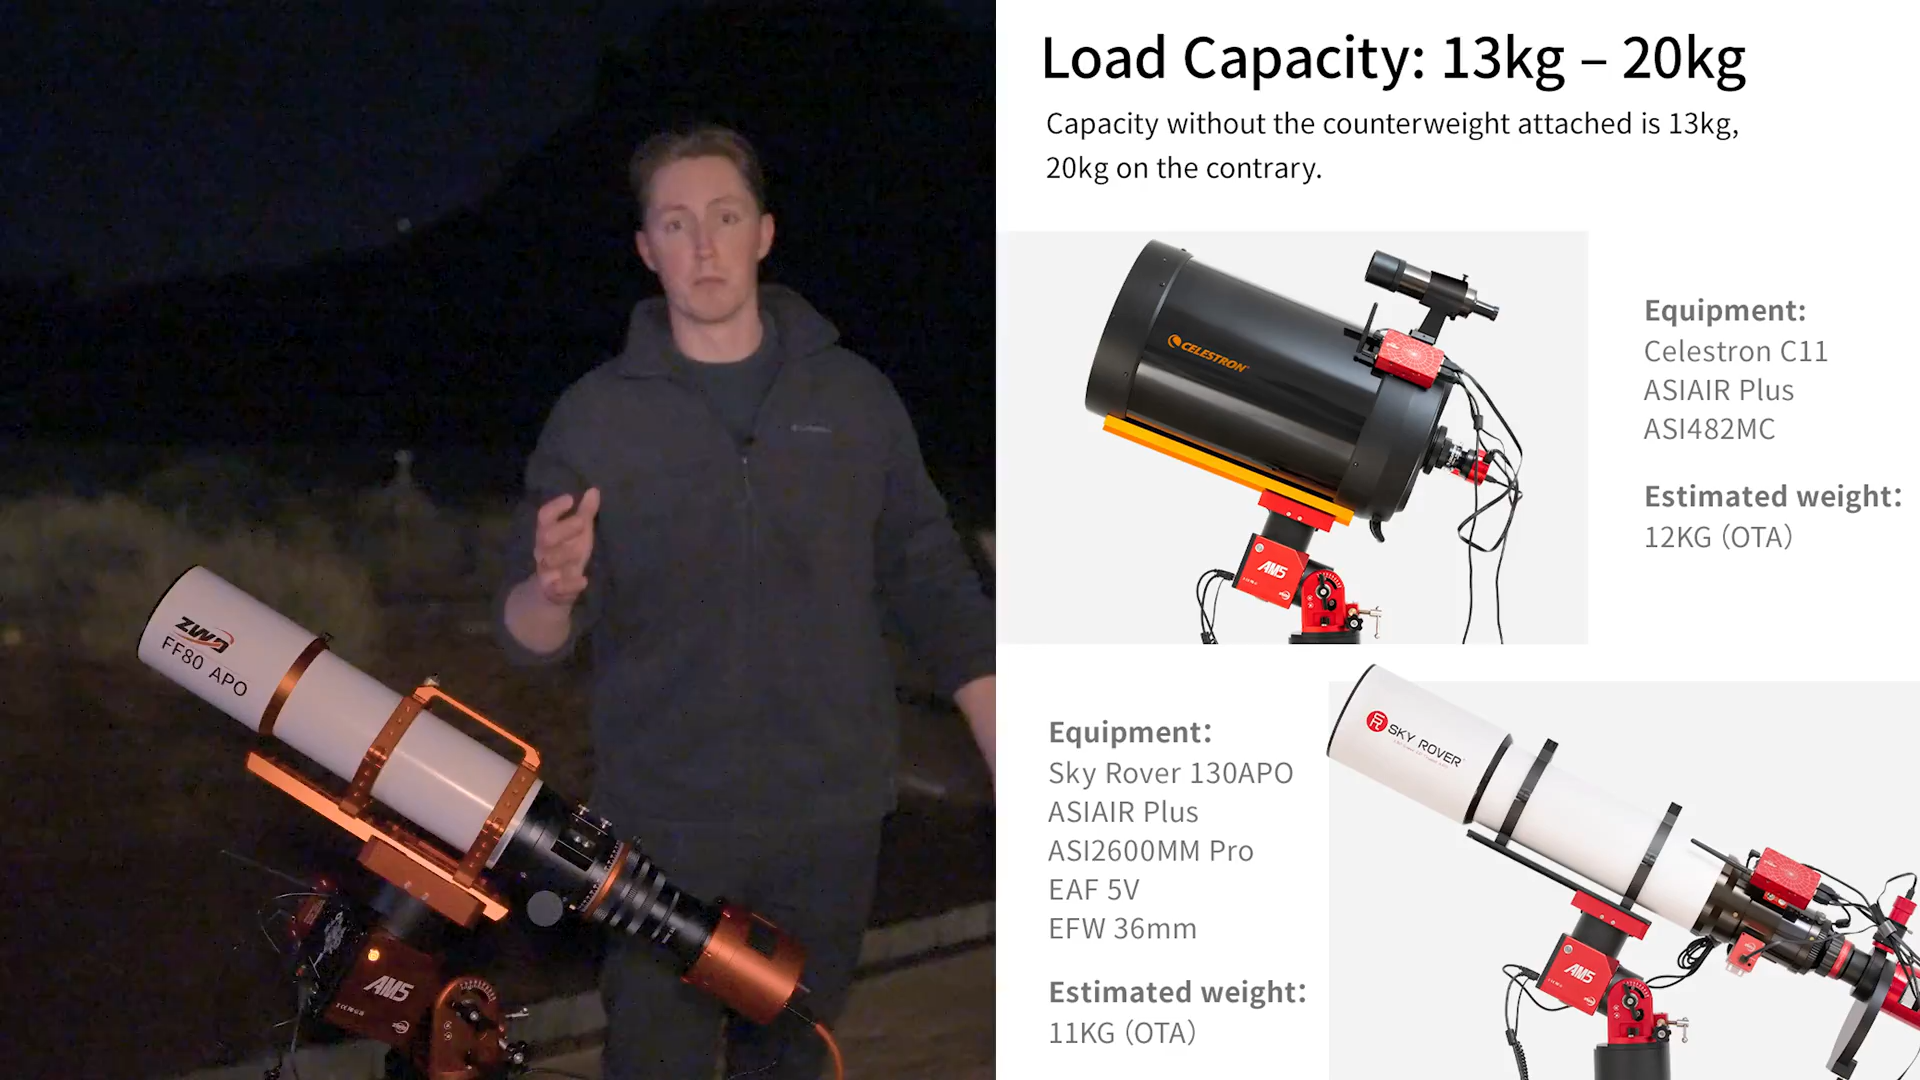 Load Capacity: 13kg – 20kg
Capacity without the counterweight attached is 13kg,
20kg on the contrary.
CELESTRON
AM5
Equipment:
Celestron C11
ASIAIR Plus
ASI482MC
Estimated weight:
12KG (OTA)
ZWO
FF80 APO
AM5
Equipment:
Sky Rover 130APO
ASIAIR Plus
ASI2600MM Pro
EAF 5V
EFW 36mm
Estimated weight:
11KG (OTA)
SKY ROVER
AM5